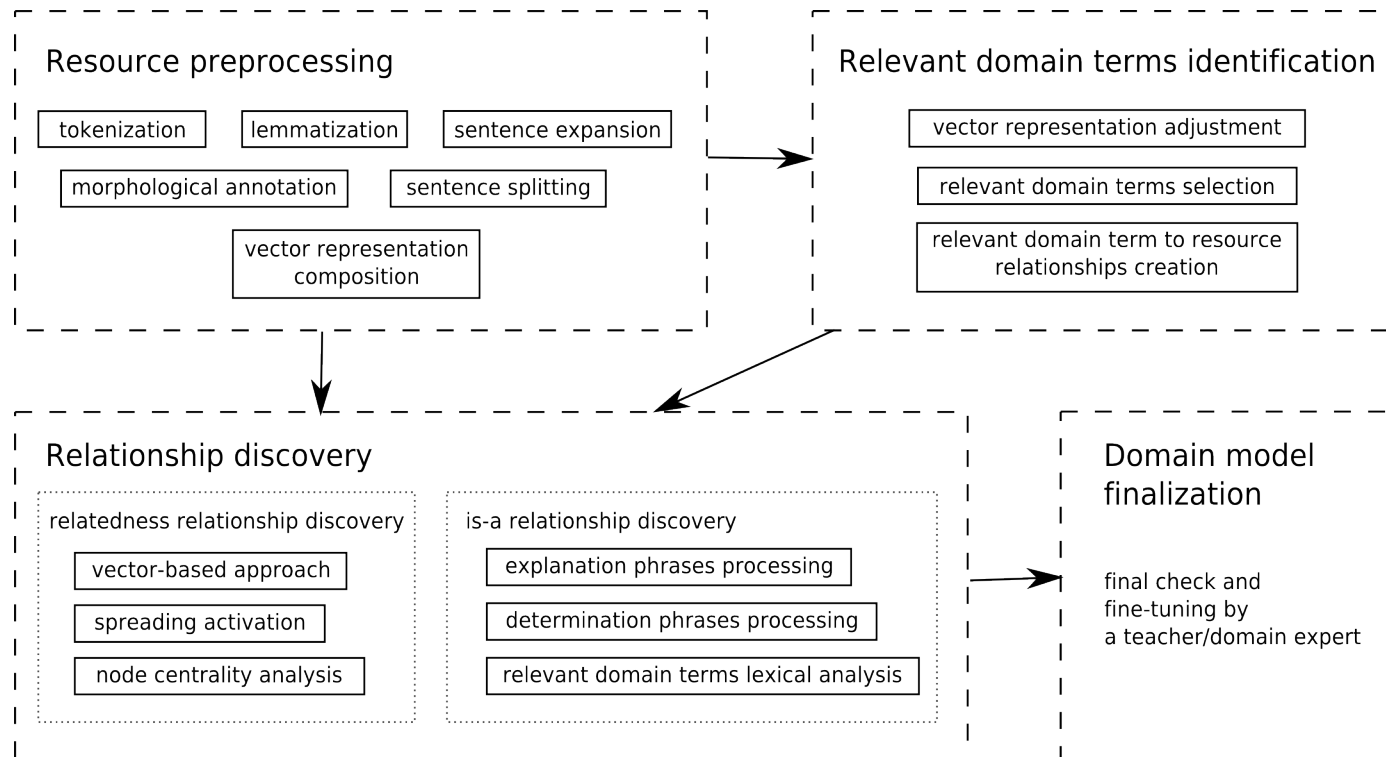 Resource preprocessing
tokenization
lemmatization
sentence expansion
morphological annotation
sentence splitting
vector representation
composition
Relevant domain terms identification
vector representation adjustment
relevant domain terms selection
relevant domain term to resource
relationships creation
Relationship discovery
relatedness relationship discovery
vector-based approach
spreading activation
node centrality analysis
is-a relationship discovery
explanation phrases processing
determination phrases processing
relevant domain terms lexical analysis
Domain model
finalization
final check and
fine-tuning by
a teacher/domain expert